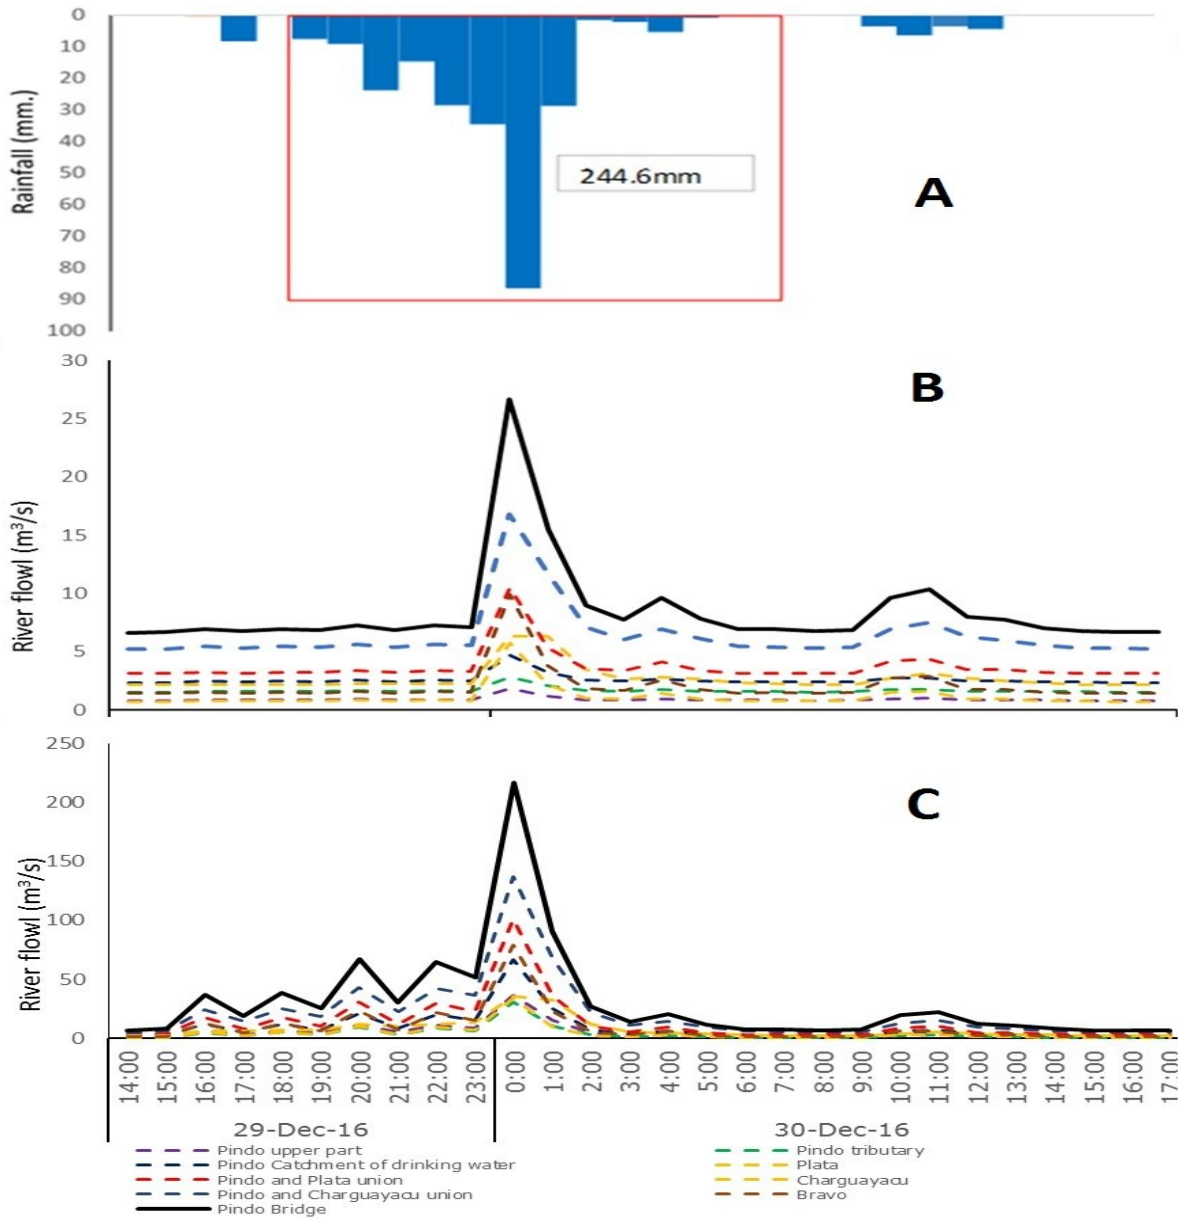 0
10
20
30
40
50
60
70
80
90
100
Rainfall (mm.)
244.6mm
A
30
25
20
15
10
5
0
River flowl (m³/s)
B
250
200
150
100
50
0
River flowl (m³/s)
C
14:00 15:00 16:00 17:00 18:00 19:00 20:00 21:00 22:00 23:00 0:00 1:00 2:00 3:00 4:00 5:00 6:00 7:00 8:00 9:00 10:00 11:00 12:00 13:00 14:00 15:00 16:00 17:00
29-Dec-16 30-Dec-16
Pindo upper part Pindo tributary
Pindo Catchment of drinking water Plata
Pindo and Plata union Charguayacu
Pindo and Charguayacu union Bravo
Pindo Bridge